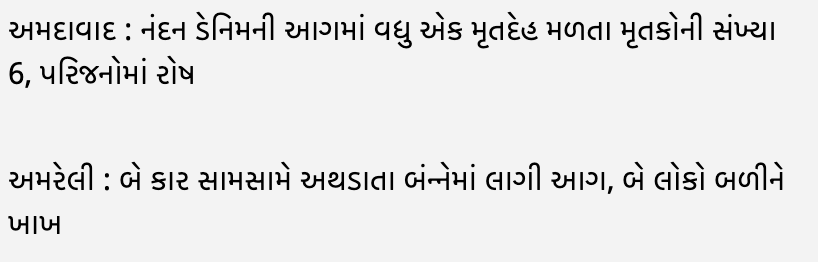 અમદાવાદ : નંદન ડેનિમની આગમાં વધુ એક મૃતદેહ મળતા મૃતકોની સંખ્યા
6, પરિજનોમાં રોષ
અમરેલી : બે કાર સામસામે અથડાતા બંન્નેમાં લાગી આગ, બે લોકો બળીને
ખાખ